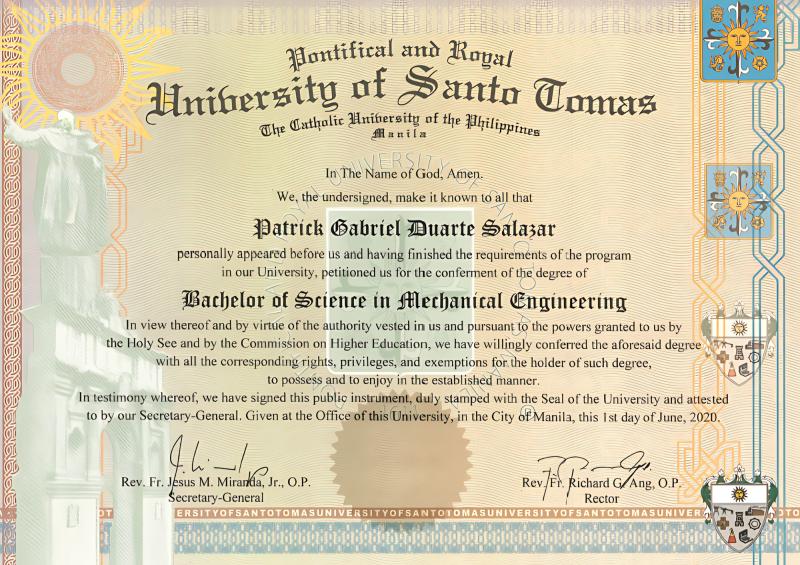 Pontifical and Royal
University of Santo Tomas
The Catholic University of the Philippines
Manila
In The Name of God, Amen.
We, the undersigned, make it known to all that
Patrick Gabriel Duarte Salazar
personally appeared before us and having finished the requirements of the program
in our University, petitioned us for the conferment of the degree of
Bachelor of Science in Mechanical Engineering
In view thereof and by virtue of the authority vested in us and pursuant to the powers granted to us by
the Holy See and by the Commission on Higher Education, we have willingly conferred the aforesaid degree
with all the corresponding rights, privileges, and exemptions for the holder of such degree,
to possess and to enjoy in the established manner.
In testimony whereof, we have signed this public instrument, duly stamped with the Seal of the University and attested
to by our Secretary-General. Given at the Office of this University, in the City of Manila, this 1st day of June, 2020.
Rev. Fr. Jesus M. Miranda, Jr., O.P.
Secretary-General
Rev. Fr. Richard G. Ang, O.P.
Rector
ERSITYOFSANTOTOMASUNIVERSITYOFSANTOTOMASUNIVERSITYOFSANTOTOMASUNIVER